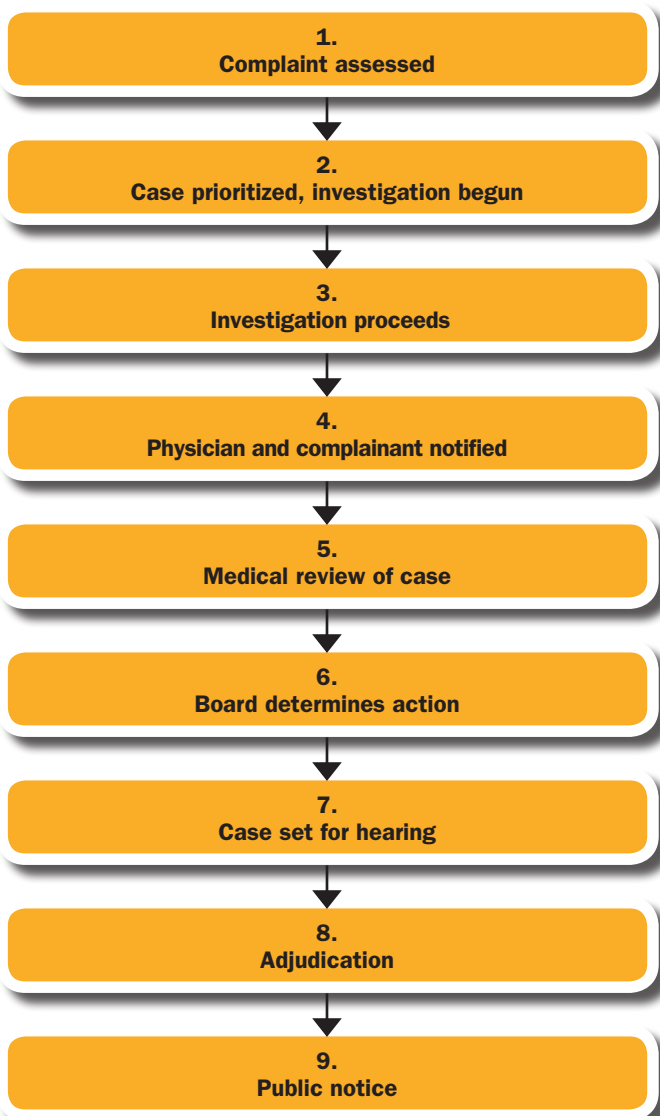 1.
Complaint assessed
2.
Case prioritized, investigation begun
3.
Investigation proceeds
4.
Physician and complainant notified
5.
Medical review of case
6.
Board determines action
7.
Case set for hearing
8.
Adjudication
9.
Public notice